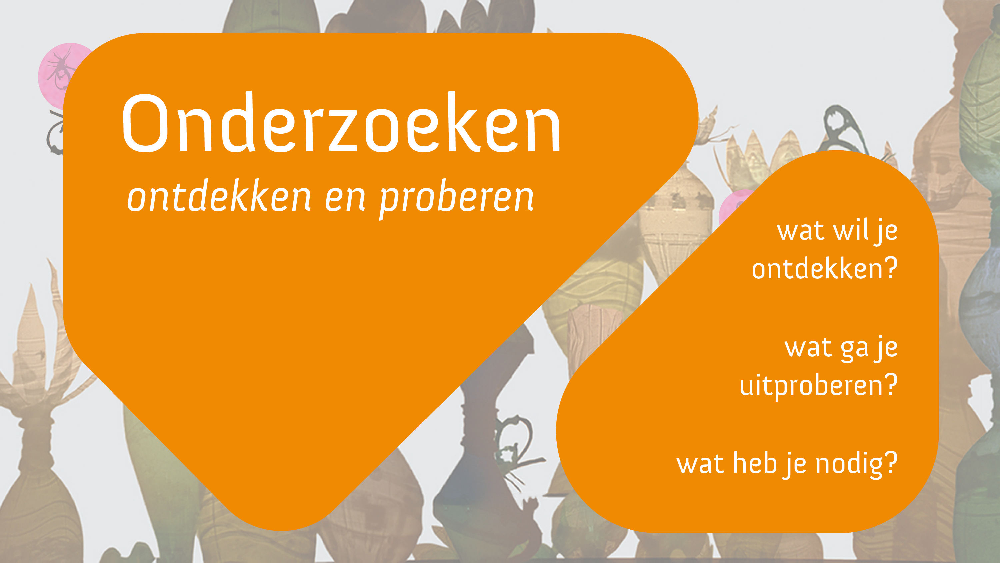 Onderzoeken
ontdekken en proberen
wat wil je
ontdekken?
wat ga je
uitproberen?
wat heb je nodig?